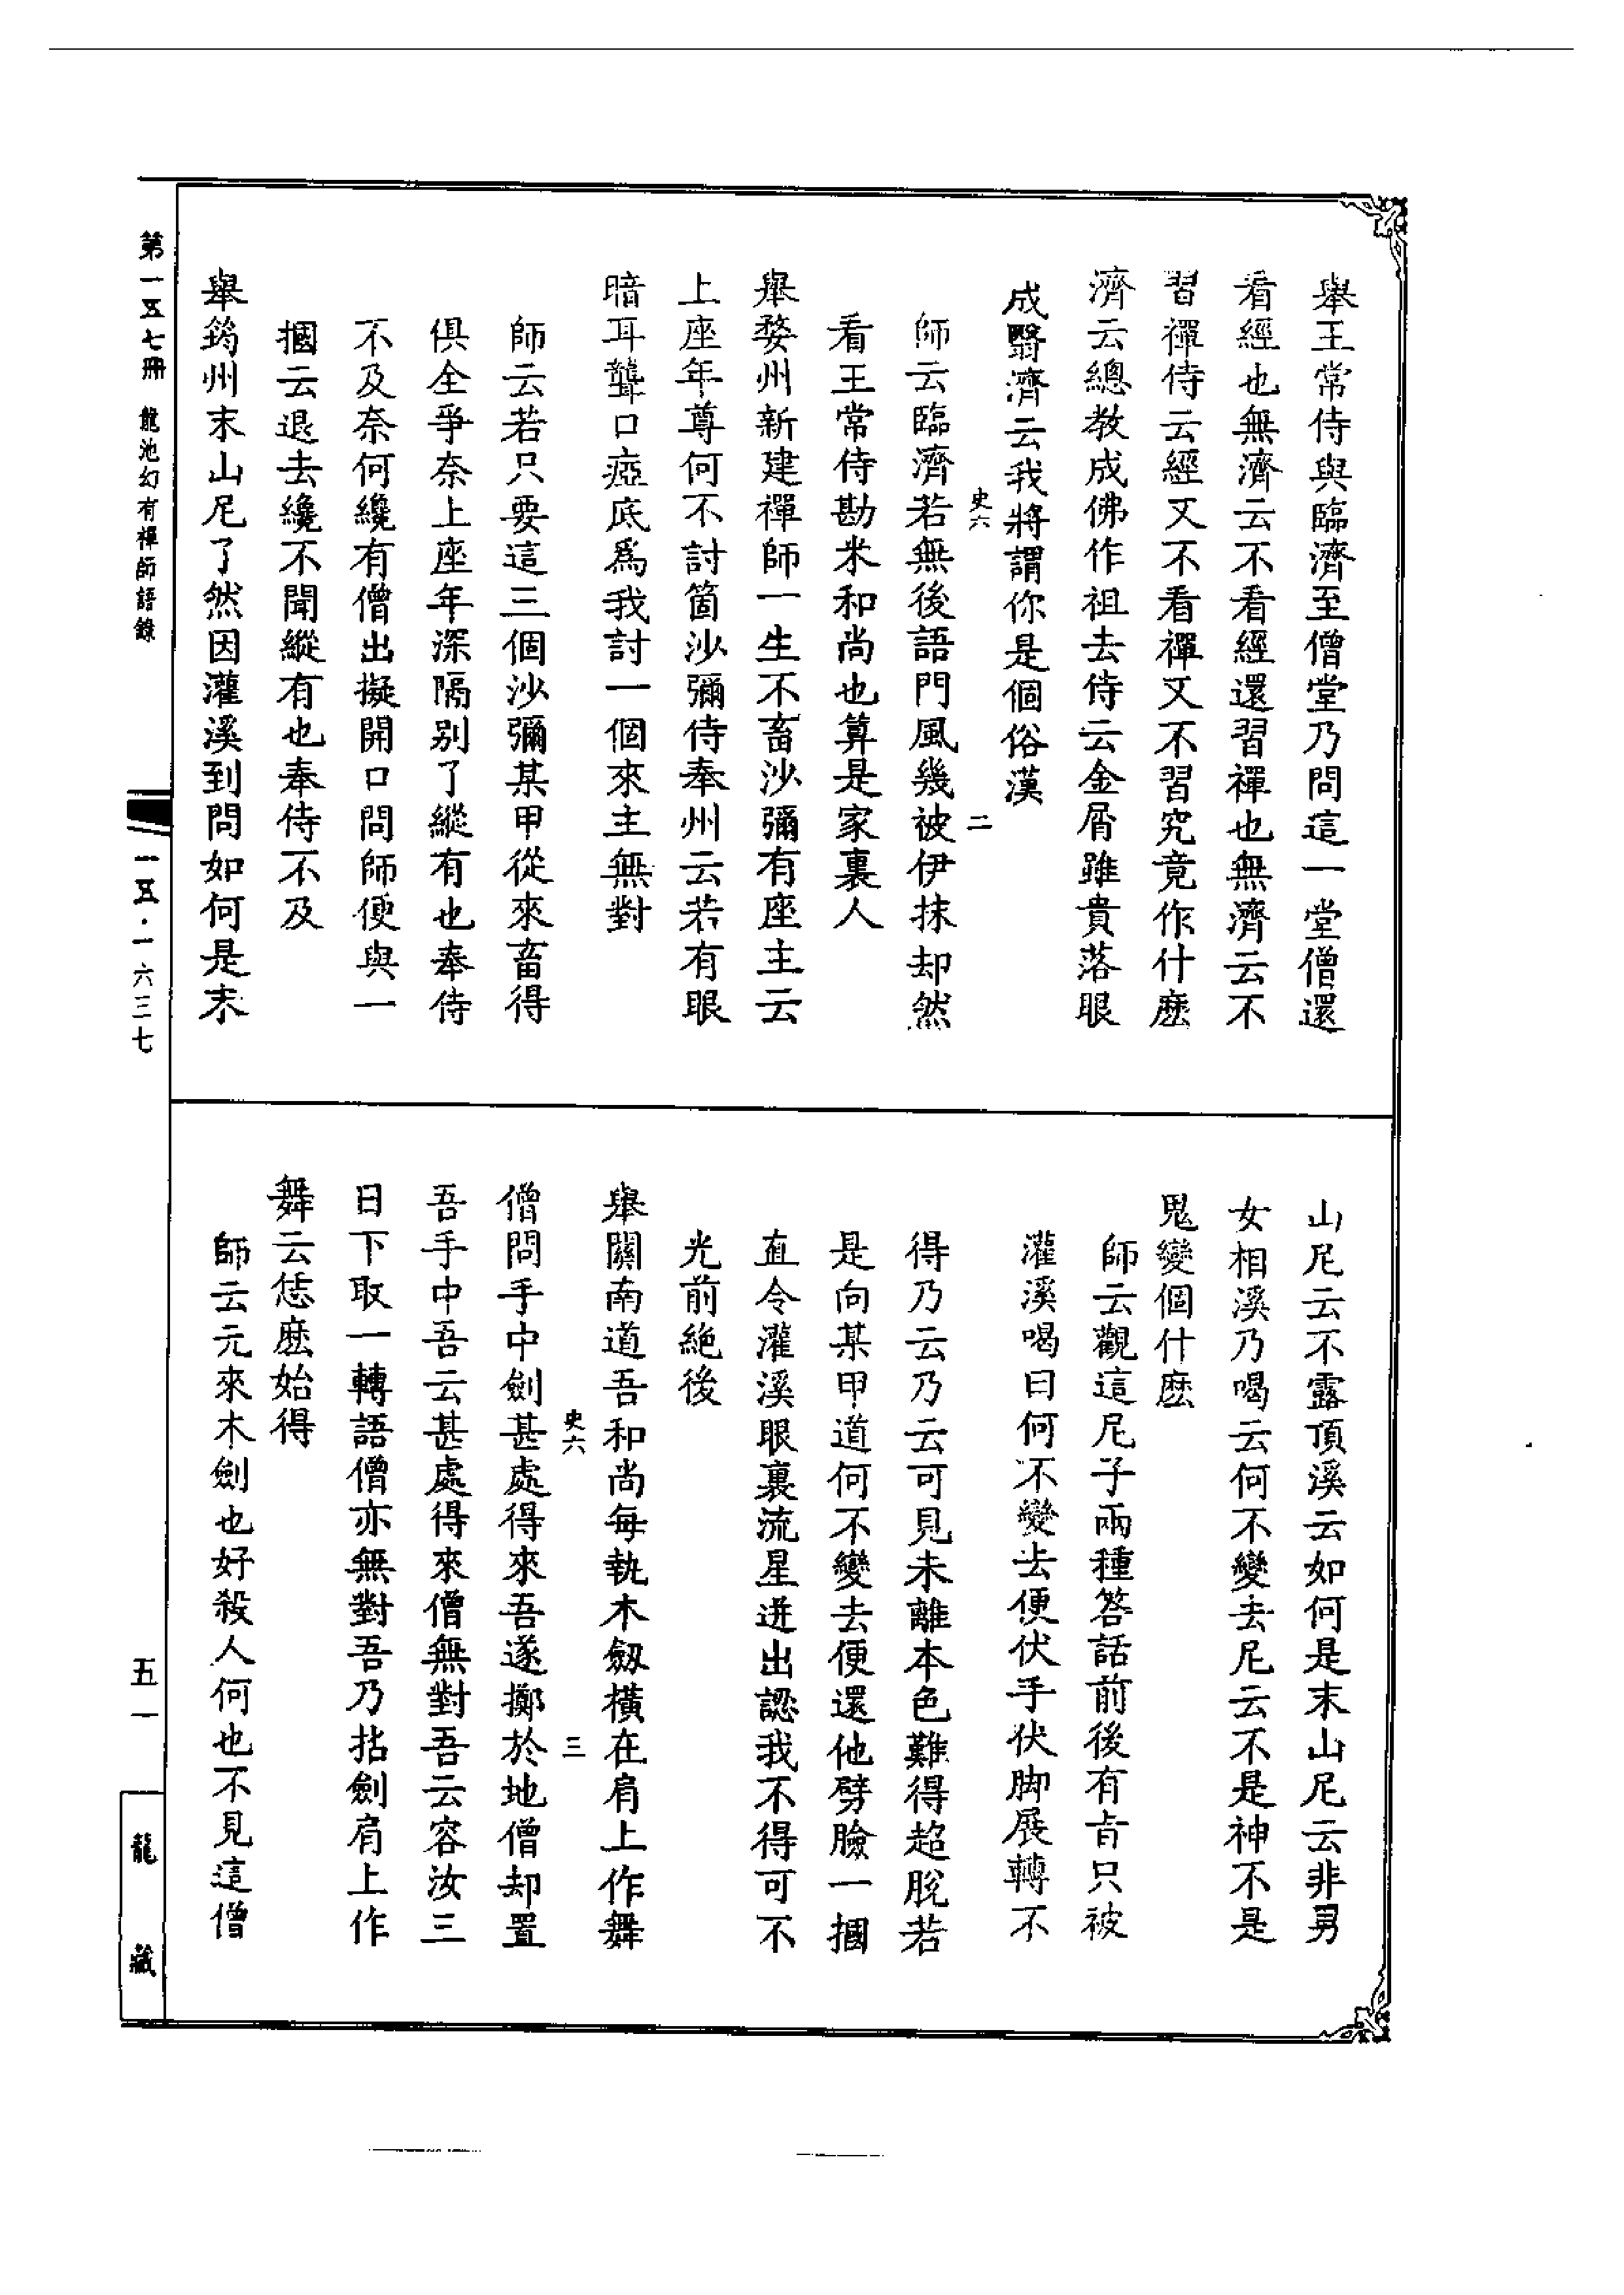 舉王常侍與臨濟至僧堂乃問這一堂僧還
看經也無濟云不看經還習禪也無濟云不
習禪侍云經又不看禪又不習究竟作什麽
濟云總教成佛作祖去侍云金屑雖貴落眼
成翳濟云我將謂你是個俗漢
史六
二
師云臨濟若無後語門風幾被伊抹却然
看王常侍勘米和尚也算是家裏人
舉婺州新建禪師一生不畜沙彌有座主云
上座年尊何不討箇沙彌侍奉州云若有眼
暗耳聾口瘂底爲我討一個來主無對
師云若只要這三個沙彌某甲從來畜得
俱全爭奈上座年深隔别了縱有也奉侍
不及奈何纔有僧出擬開口問師便與一
摑云退去纔不聞縱有也奉侍不及
舉筠州末山尼了然因灌溪到問如何是末
山尼云不露頂溪云如何是末山尼云非男
女相溪乃喝云何不變去尼云不是神不是
鬼變個什麽
師云觀這尼子兩種答話前後有㫖只被
灌溪喝曰何不變去便伏手伏脚展轉不
得乃云乃云可見未離本色難得超脫若
是向某甲道何不變去便還他劈臉一摑
直令灌溪眼裏流星迸出認我不得可不
光前絶後
舉關南道吾和尚每執木劔橫在肩上作舞
史六
三
僧問手中劍甚處得來吾遂擲於地僧却置
吾手中吾云甚處得來僧無對吾云容汝三
日下取一轉語僧亦無對吾乃拈劍肩上作
舞云恁麽始得
師云元來木劍也好殺人何也不見這僧
第一五七冊 龍池幻有禪師語錄
一五·一六三七
五一
龍藏